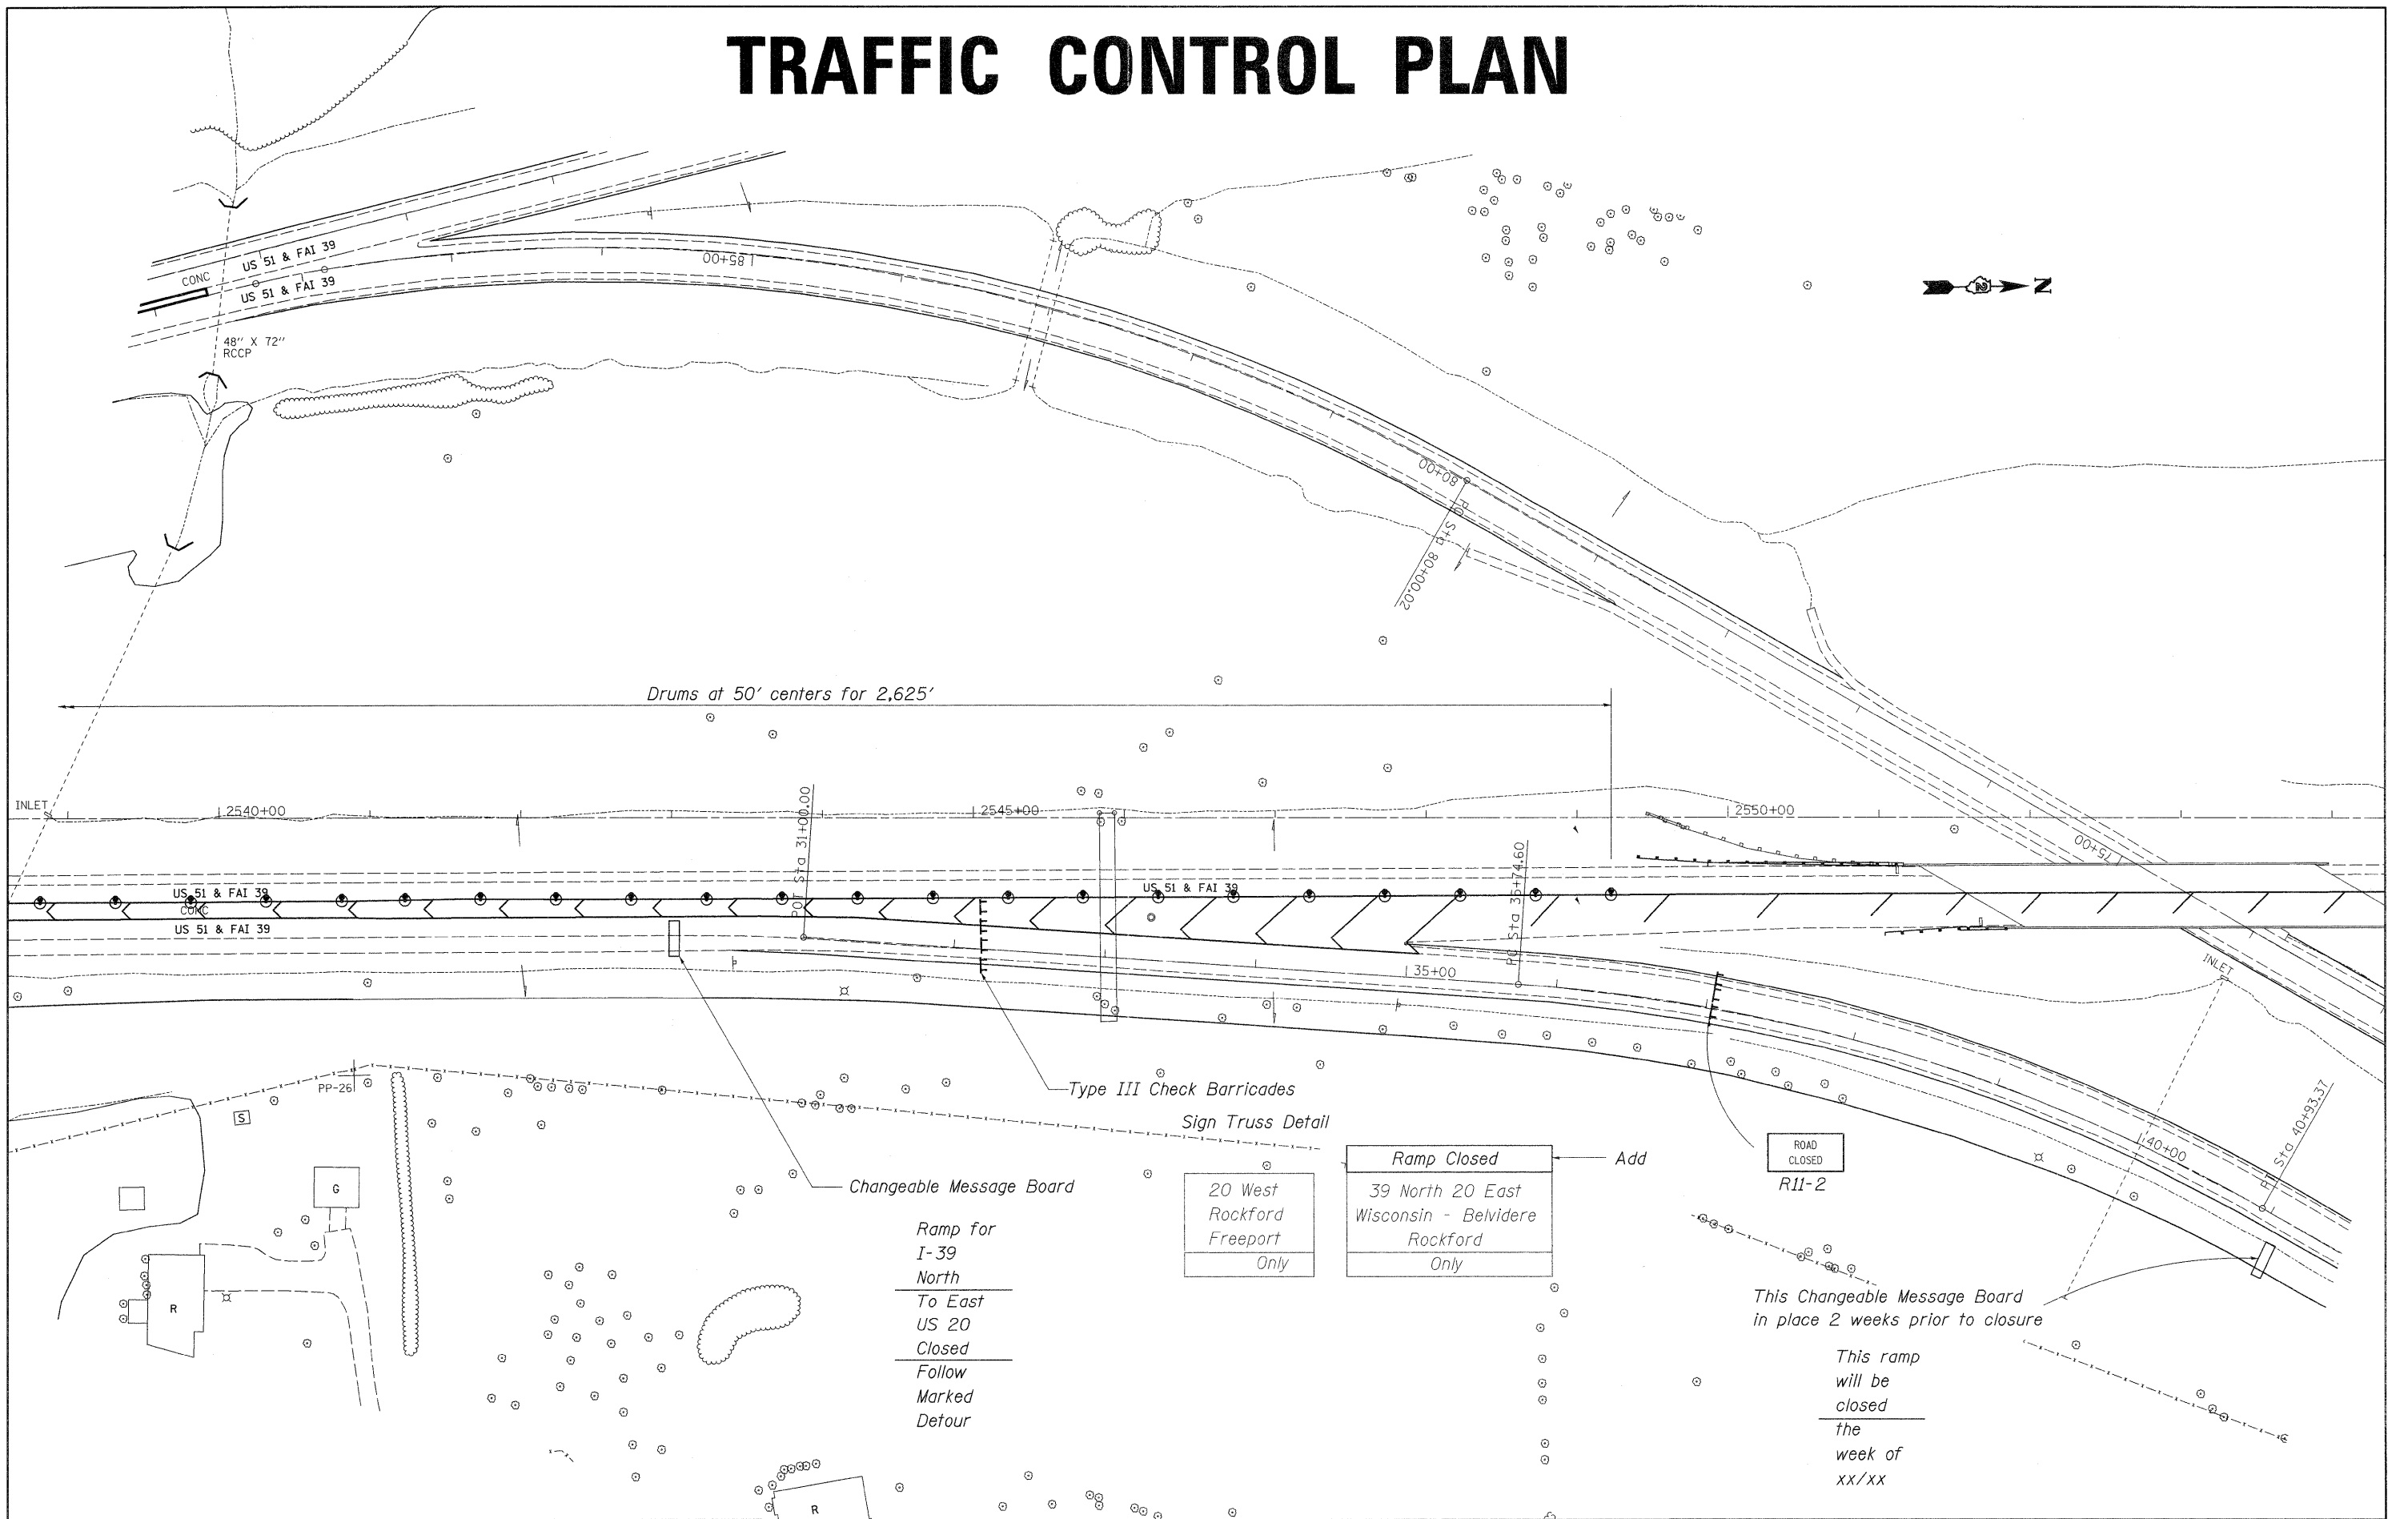 TRAFFIC CONTROL PLAN
US 51 & FAI 39
CONC
US 51 & FAI 39
85+00
N
48" X 72"
RCCP
80+00
Sta 80+00.02
Drums at 50' centers for 2,625'
INLET
2540+00
POT Sta 31+00.00
2545+00
2550+00
75+00
US 51 & FAI 39
CONC
US 51 & FAI 39
US 51 & FAI 39
PC Sta 35+74.60
35+00
INLET
PP-26
Type III Check Barricades
Sign Truss Detail
S
G
R
Changeable Message Board
Ramp for
I-39
North
To East
US 20
Closed
Follow
Marked
Detour
20 West
Rockford
Freeport
Only
Ramp Closed
Add
39 North 20 East
Wisconsin - Belvidere
Rockford
Only
ROAD
CLOSED
R11-2
40+00
PT Sta 40+93.37
This Changeable Message Board
in place 2 weeks prior to closure
This ramp
will be
closed
the
week of
xx/xx
R